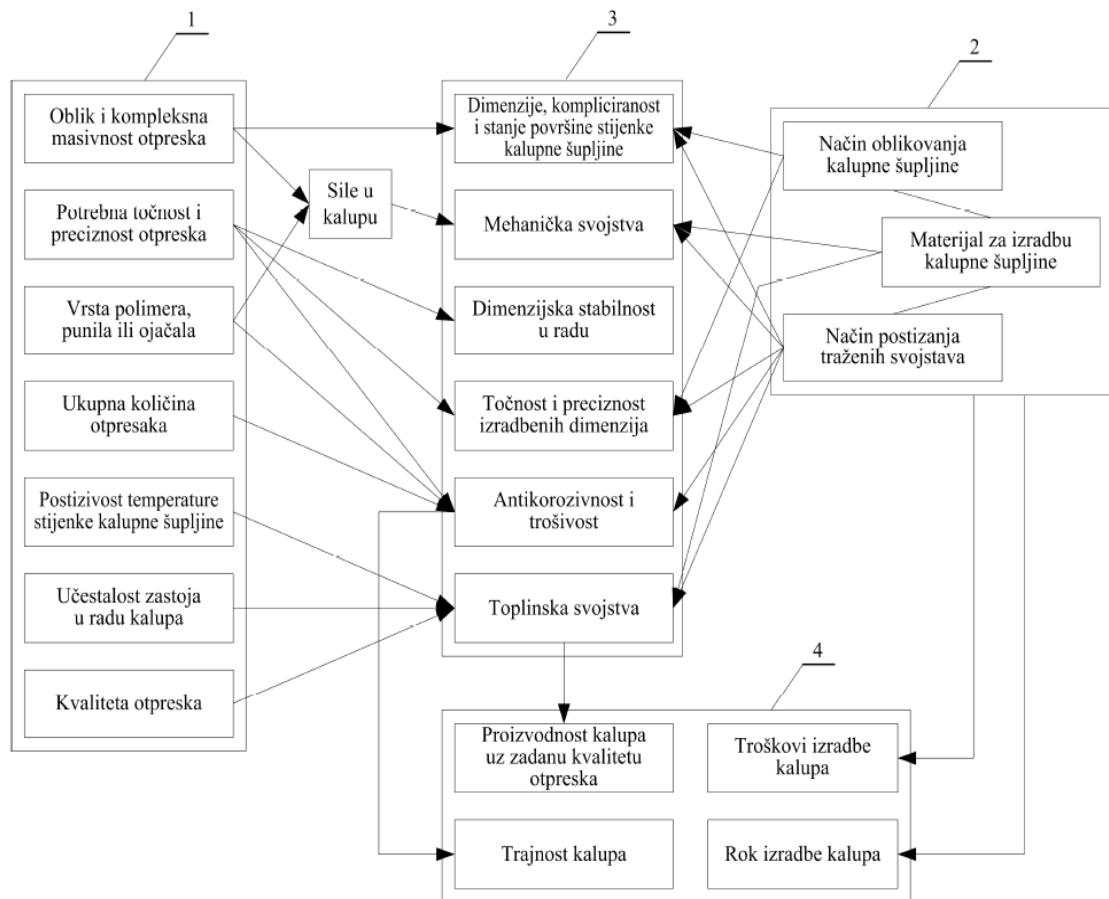 1
Oblik i kompleksna
masivnost otpreska
Potrebna točnost i
preciznost otpreska
Vrsta polimera,
punila ili ojačala
Ukupna količina
otpresaka
Postizivost temperature
stijenke kalupne šupljine
Učestalost zastoja
u radu kalupa
Kvaliteta otpreska
Sile u
kalupu
3
Dimenzije, kompliciranost
i stanje površine stijenke
kalupne šupljine
Mehanička svojstva
Dimenzijska stabilnost
u radu
Točnost i preciznost
izradbenih dimenzija
Antikorozivnost i
trošivost
Toplinska svojstva
2
Način oblikovanja
kalupne šupljine
Materijal za izradbu
kalupne šupljine
Način postizanja
traženih svojstava
4
Proizvodnost kalupa
uz zadanu kvalitetu
otpreska
Troškovi izradbe
kalupa
Trajnost kalupa
Rok izradbe kalupa